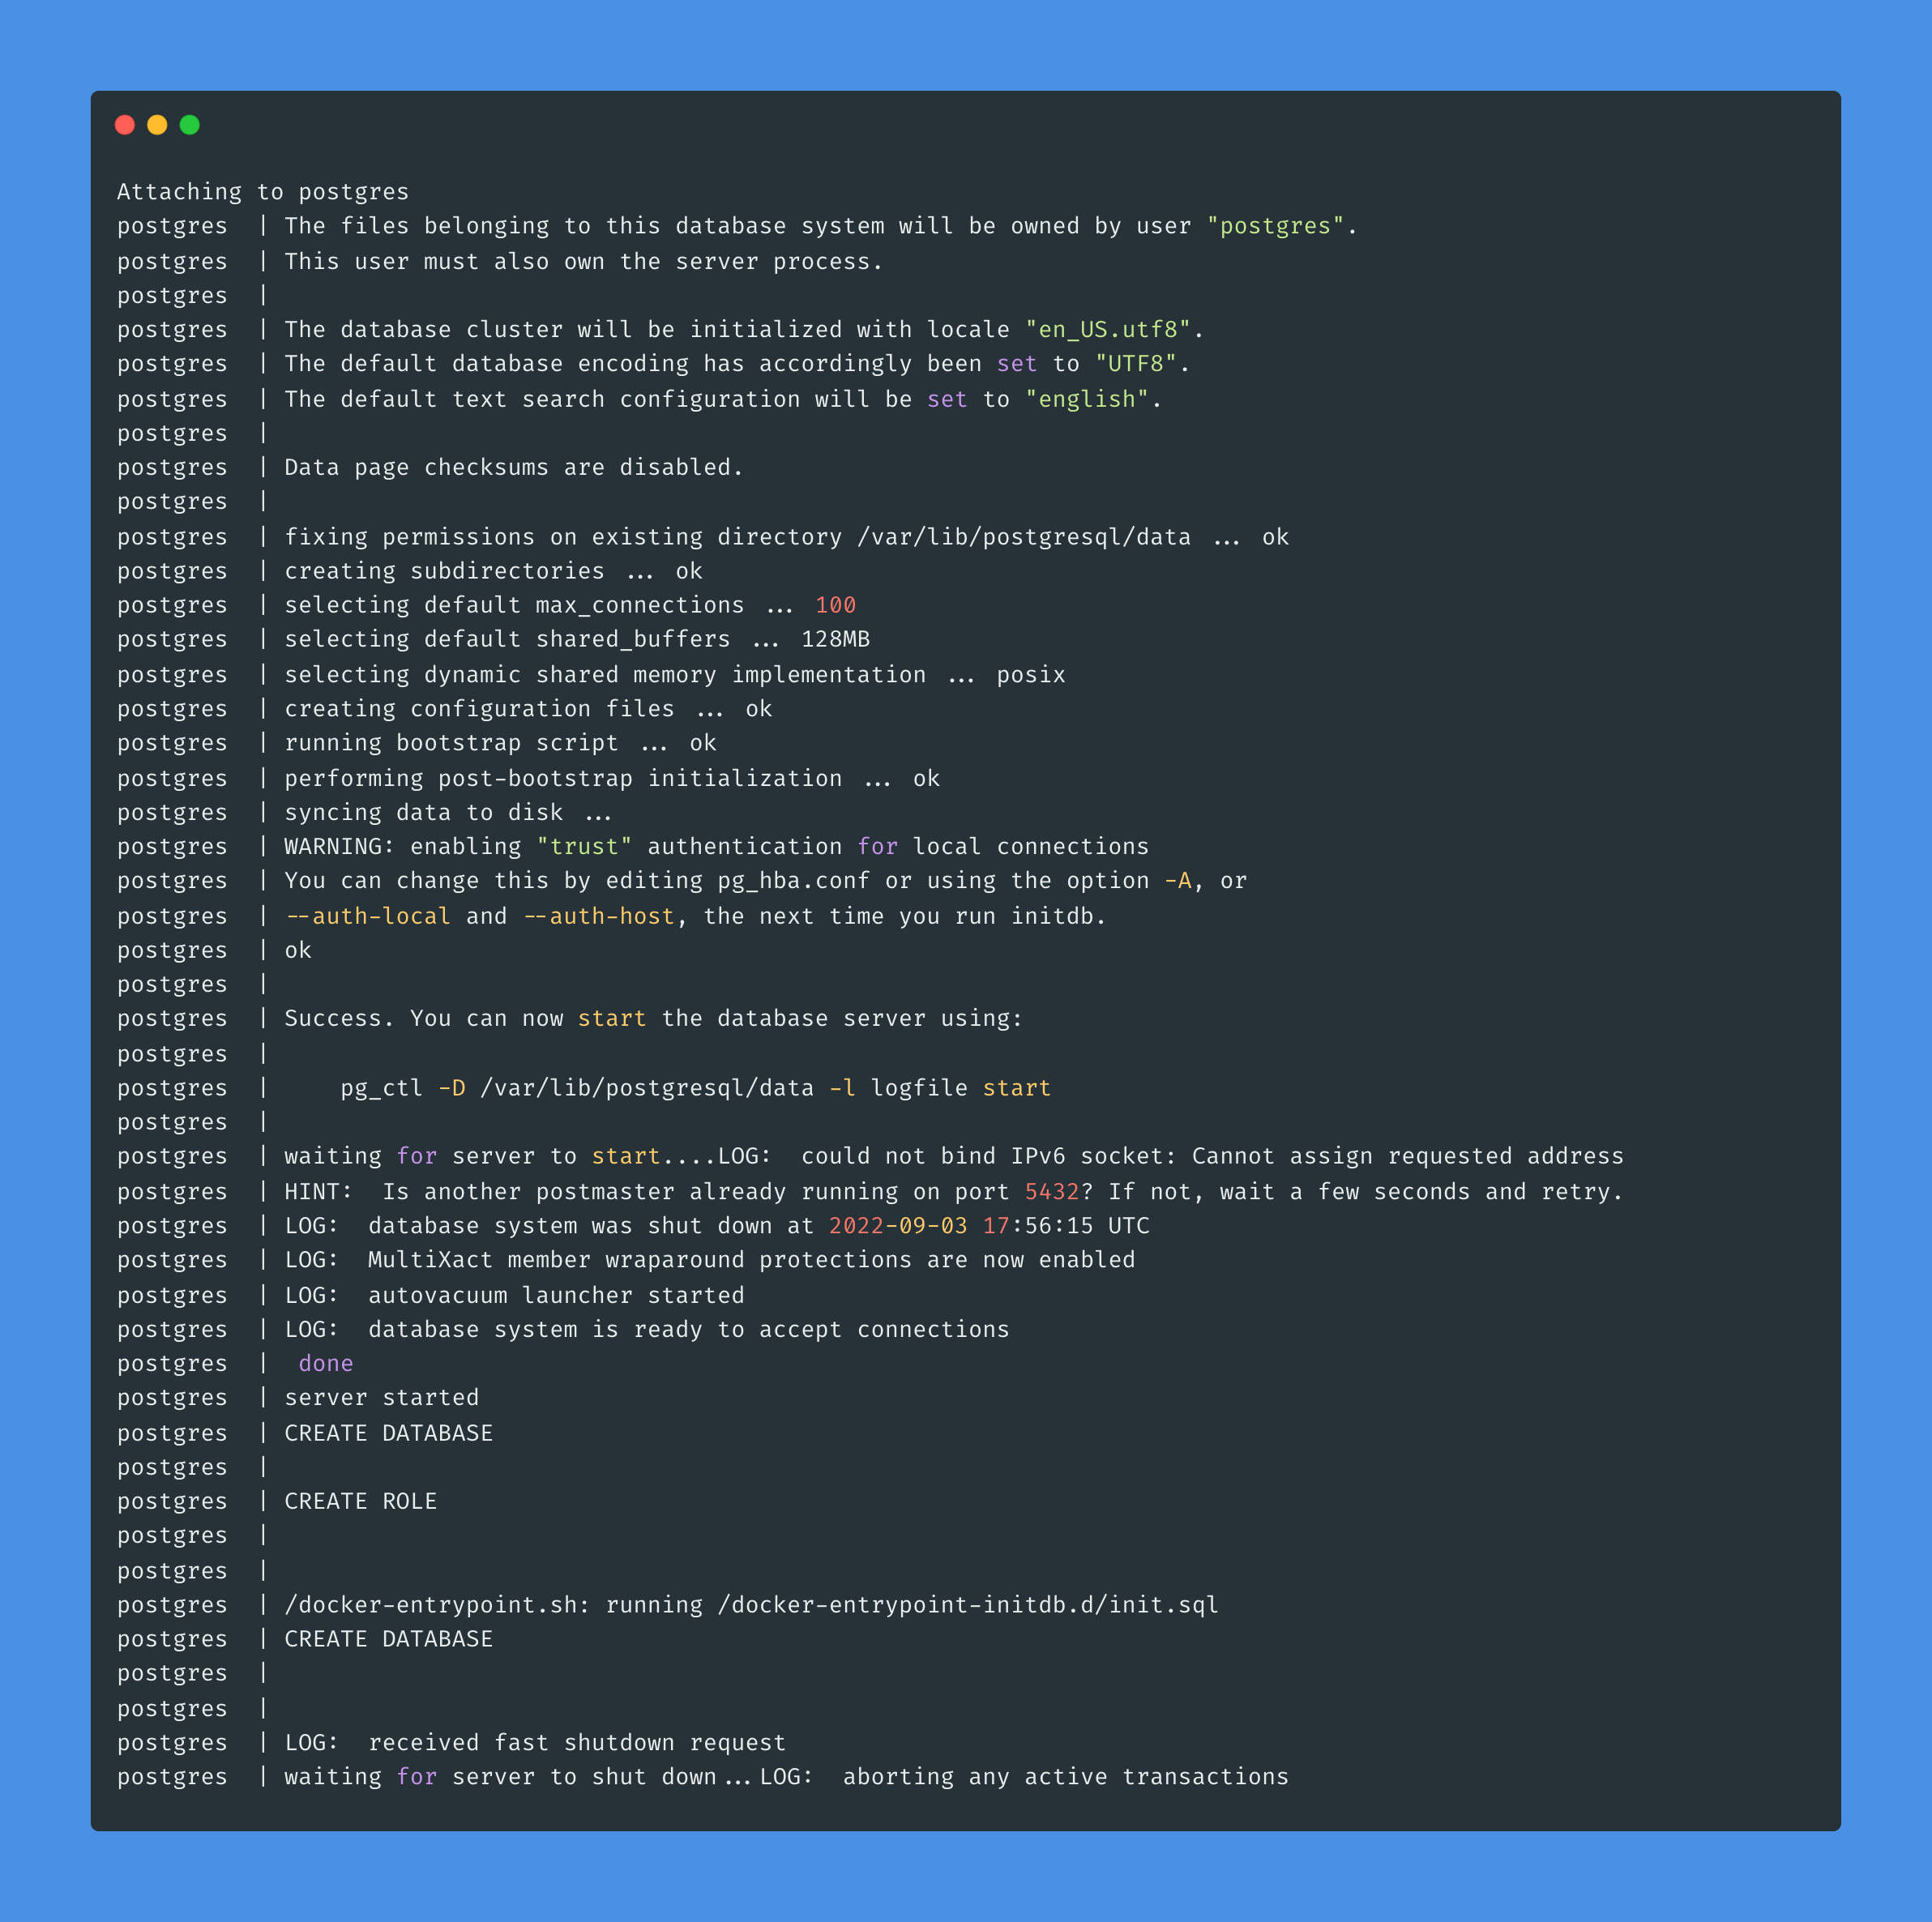 Attaching to postgres
postgres  | The files belonging to this database system will be owned by user "postgres".
postgres  | This user must also own the server process.
postgres  |
postgres  | The database cluster will be initialized with locale "en_US.utf8".
postgres  | The default database encoding has accordingly been set to "UTF8".
postgres  | The default text search configuration will be set to "english".
postgres  |
postgres  | Data page checksums are disabled.
postgres  |
postgres  | fixing permissions on existing directory /var/lib/postgresql/data ... ok
postgres  | creating subdirectories ... ok
postgres  | selecting default max_connections ... 100
postgres  | selecting default shared_buffers ... 128MB
postgres  | selecting dynamic shared memory implementation ... posix
postgres  | creating configuration files ... ok
postgres  | running bootstrap script ... ok
postgres  | performing post-bootstrap initialization ... ok
postgres  | syncing data to disk ...
postgres  | WARNING: enabling "trust" authentication for local connections
postgres  | You can change this by editing pg_hba.conf or using the option -A, or
postgres  | --auth-local and --auth-host, the next time you run initdb.
postgres  | ok
postgres  |
postgres  | Success. You can now start the database server using:
postgres  |
postgres  |     pg_ctl -D /var/lib/postgresql/data -l logfile start
postgres  |
postgres  | waiting for server to start....LOG:  could not bind IPv6 socket: Cannot assign requested address
postgres  | HINT:  Is another postmaster already running on port 5432? If not, wait a few seconds and retry.
postgres  | LOG:  database system was shut down at 2022-09-03 17:56:15 UTC
postgres  | LOG:  MultiXact member wraparound protections are now enabled
postgres  | LOG:  autovacuum launcher started
postgres  | LOG:  database system is ready to accept connections
postgres  |  done
postgres  | server started
postgres  | CREATE DATABASE
postgres  |
postgres  | CREATE ROLE
postgres  |
postgres  |
postgres  | /docker-entrypoint.sh: running /docker-entrypoint-initdb.d/init.sql
postgres  | CREATE DATABASE
postgres  |
postgres  |
postgres  | LOG:  received fast shutdown request
postgres  | waiting for server to shut down...LOG:  aborting any active transactions